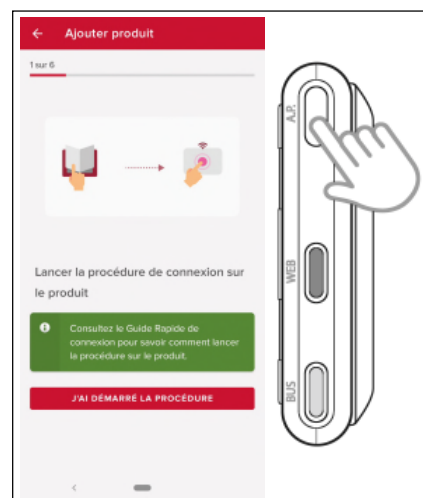 Ajouter produit
1 sur 6
Lancer la procédure de connexion sur
le produit
Consultez le Guide Rapide de
connexion pour savoir comment lancer
la procédure sur le produit.
J'AI DÉMARRÉ LA PROCÉDURE
A.P.
WEB
BUS